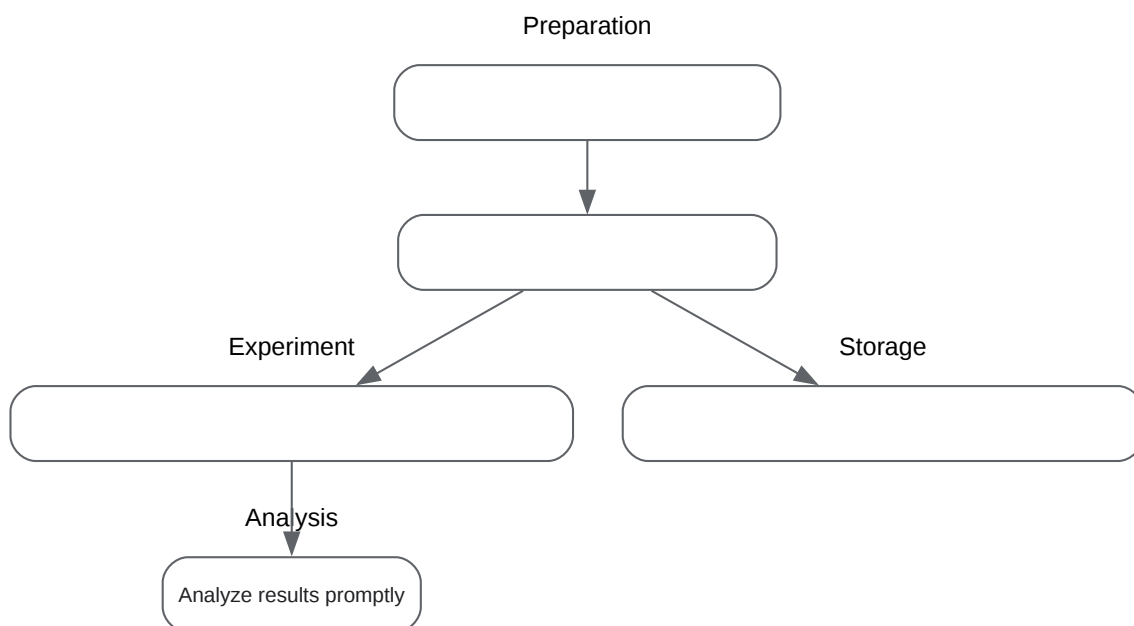 Preparation
Experiment
Storage
Analysis
Analyze results promptly